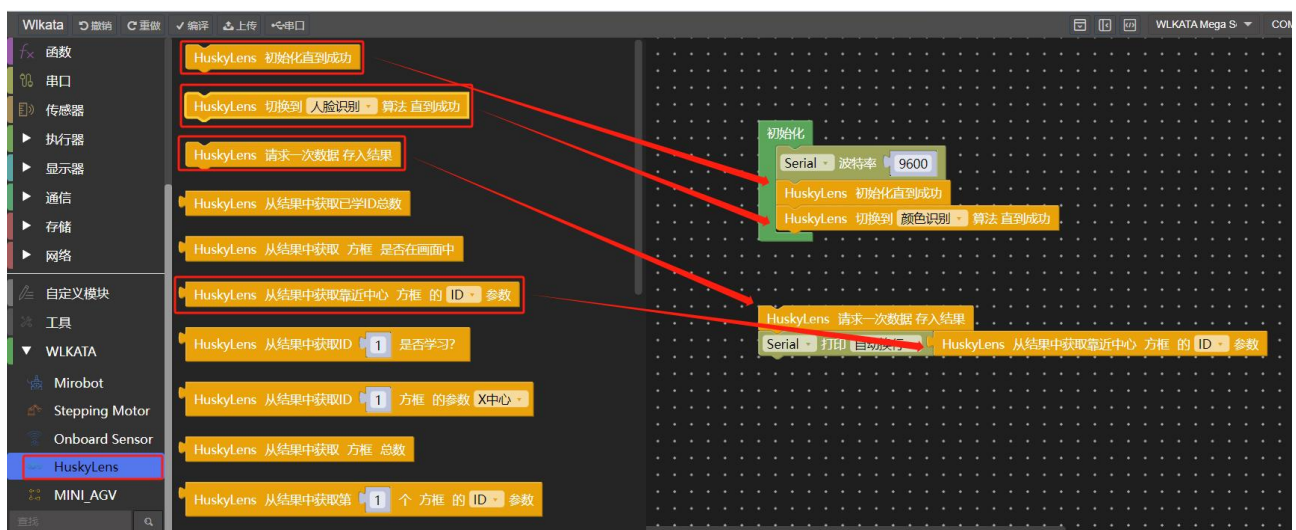 Wlkata 撤销 重做 编译 上传 串口
WLKATA Mega S COM
函数
串口
传感器
执行器
显示器
通信
存储
网络
自定义模块
工具
WLKATA
Mirobot
Stepping Motor
Onboard Sensor
HuskyLens
MINI_AGV
查找
HuskyLens 初始化直到成功
HuskyLens 切换到 人脸识别 算法 直到成功
HuskyLens 请求一次数据 存入结果
HuskyLens 从结果中获取已学ID总数
HuskyLens 从结果中获取 方框 是否在画面中
HuskyLens 从结果中获取靠近中心 方框 的 ID 参数
HuskyLens 从结果中获取ID 1 是否学习?
HuskyLens 从结果中获取ID 1 方框 的参数 X中心
HuskyLens 从结果中获取 方框 总数
HuskyLens 从结果中获取第 1 个 方框 的 ID 参数
初始化
Serial 波特率 9600
HuskyLens 初始化直到成功
HuskyLens 切换到 颜色识别 算法 直到成功
HuskyLens 请求一次数据 存入结果
Serial 打印 自动换行 HuskyLens 从结果中获取靠近中心 方框 的 ID 参数